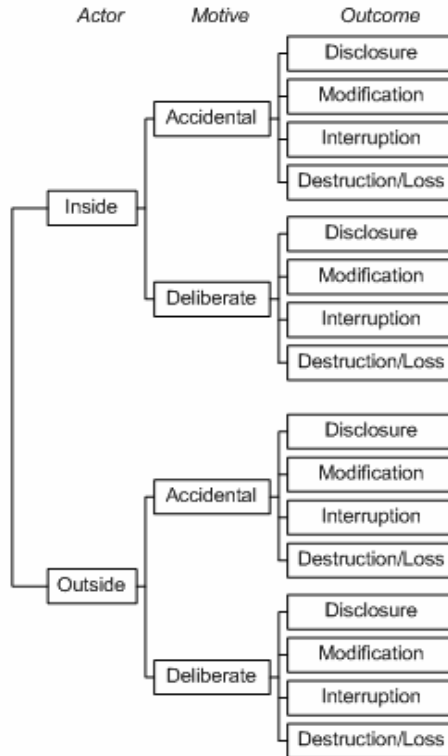 Actor Motive Outcome
Disclosure
Modification
Accidental
Interruption
Destruction/Loss
Inside
Disclosure
Modification
Deliberate
Interruption
Destruction/Loss
Disclosure
Modification
Accidental
Interruption
Destruction/Loss
Outside
Disclosure
Modification
Deliberate
Interruption
Destruction/Loss